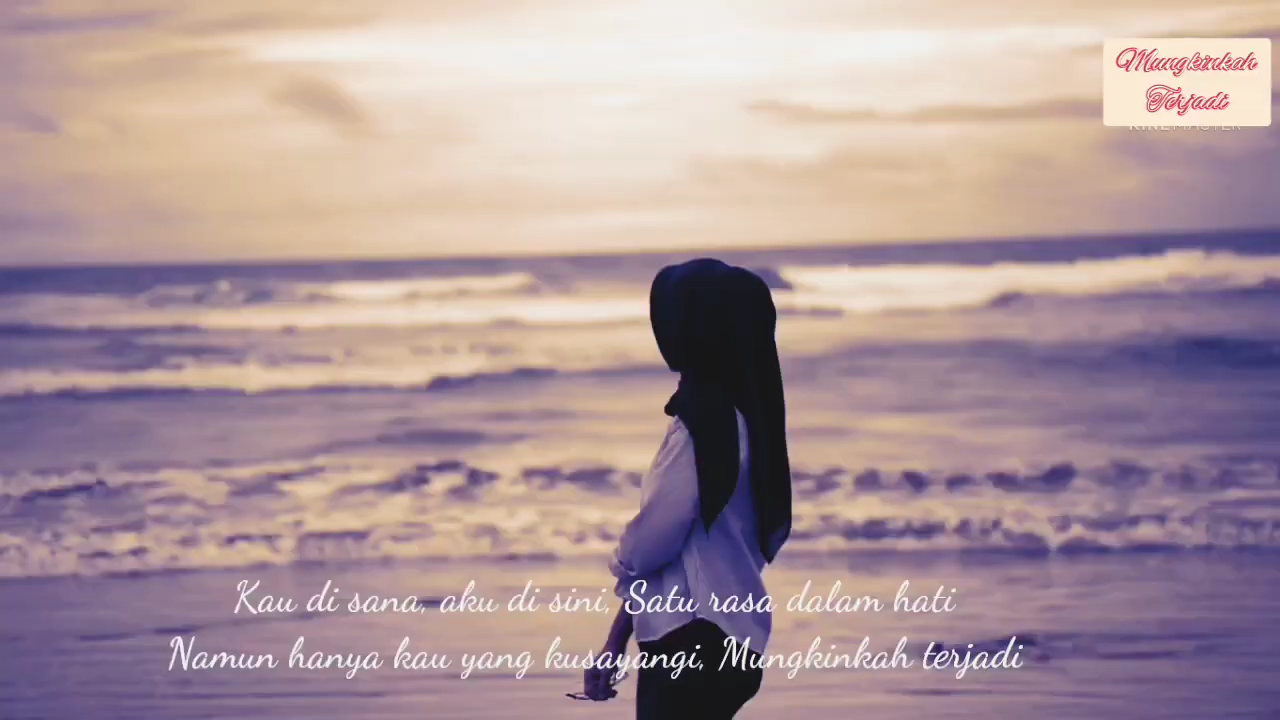 Mungkinkah
Terjadi
KINEMASTER
Kau di sana, aku di sini, Satu rasa dalam hati
Namun hanya kau yang kusayangi, Mungkinkah terjadi